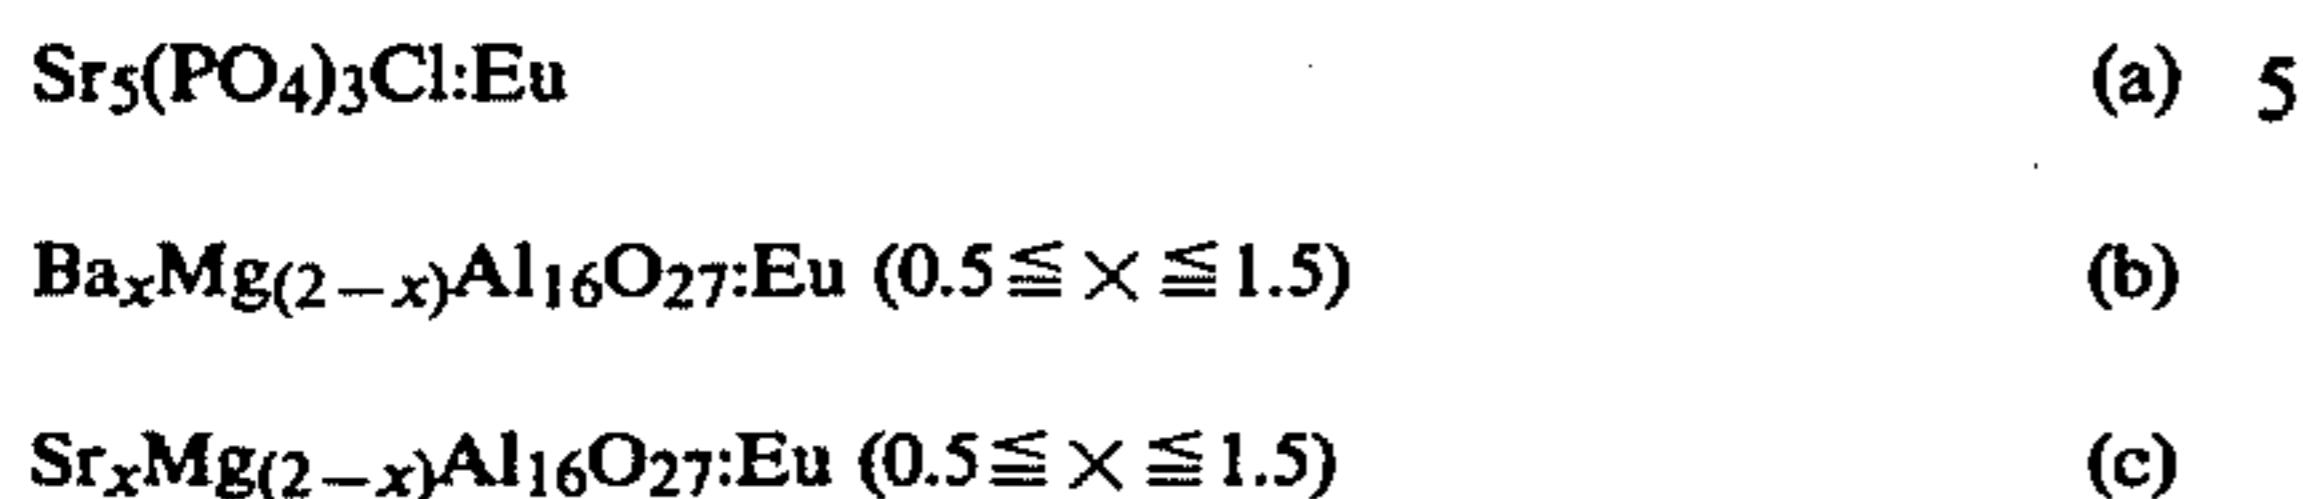 Sr5(PO4)3Cl:Eu (a) 5
BaxMg(2−x)Al16O27:Eu (0.5≦×≦1.5) (b)
SrxMg(2−x)Al16O27:Eu (0.5≦×≦1.5) (c)